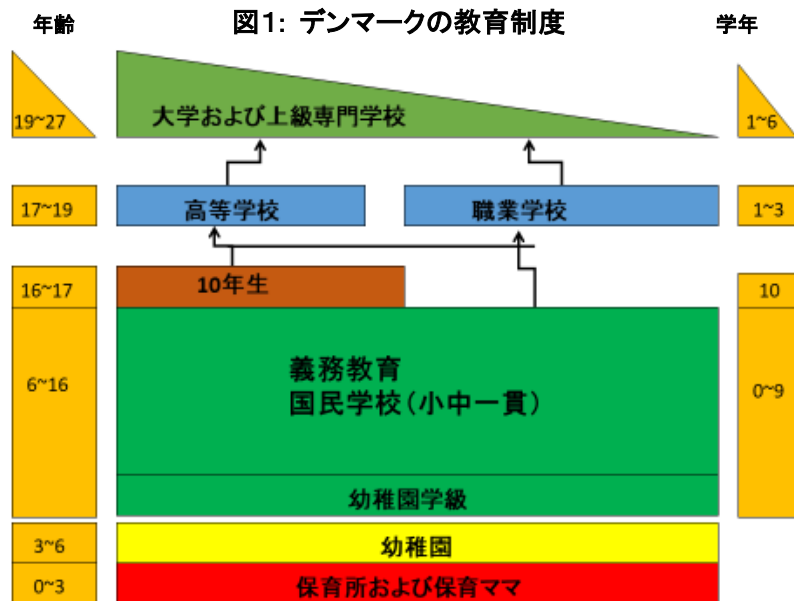 年齢
図1: デンマークの教育制度
学年
19~27
大学および上級専門学校
1~6
17~19
高等学校
職業学校
1~3
16~17
10年生
10
6~16
義務教育
国民学校(小中一貫)
0~9
幼稚園学級
3~6
幼稚園
0~3
保育所および保育ママ